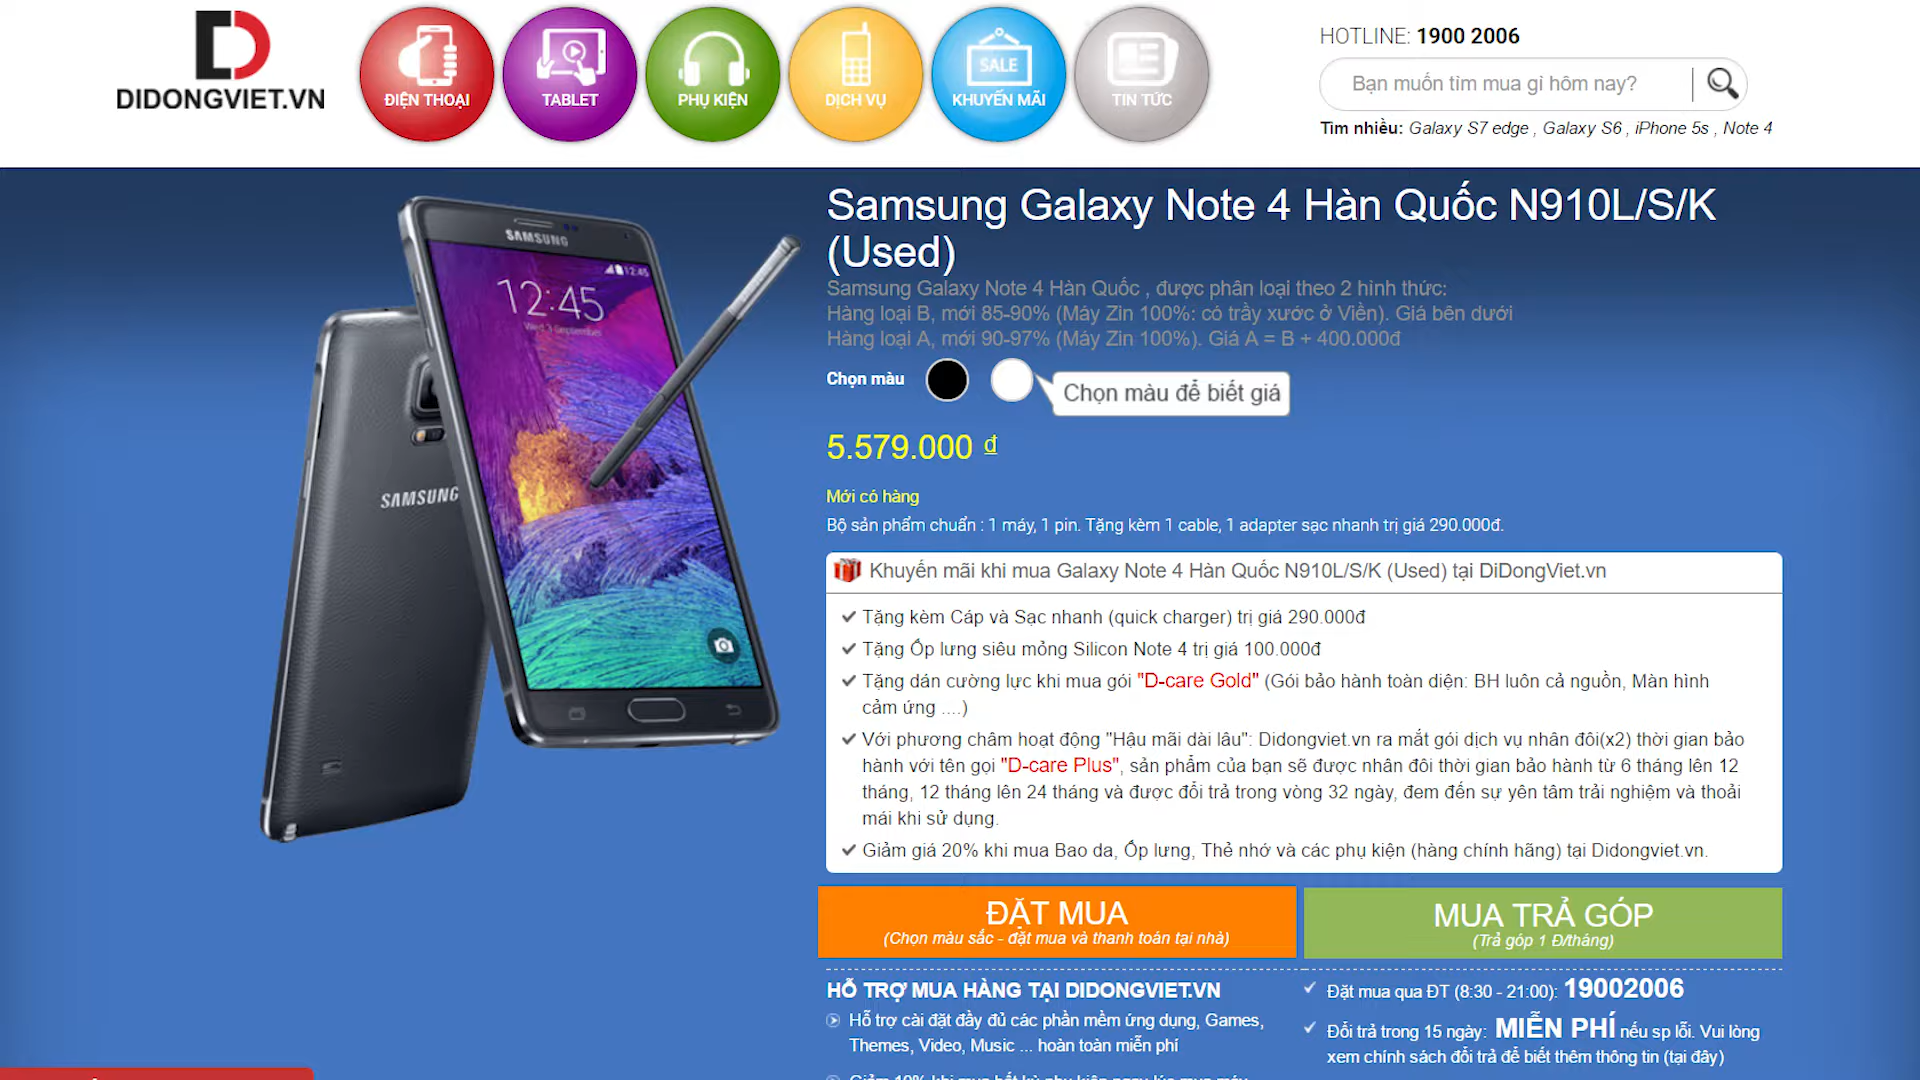 DIDONGVIET.VN
ĐIỆN THOẠI
TABLET
PHỤ KIỆN
DỊCH VỤ
SALE
KHUYẾN MÃI
TIN TỨC
HOTLINE: 1900 2006
Bạn muốn tìm mua gì hôm nay?
Tìm nhiều: Galaxy S7 edge , Galaxy S6 , iPhone 5s , Note 4
SAMSUNG
12:45
12:45
Wed, 3 September
SAMSUNG
Samsung Galaxy Note 4 Hàn Quốc N910L/S/K
(Used)
Samsung Galaxy Note 4 Hàn Quốc , được phân loại theo 2 hình thức:
Hàng loại B, mới 85-90% (Máy Zin 100%: có trầy xước ở Viền). Giá bên dưới
Hàng loại A, mới 90-97% (Máy Zin 100%). Giá A = B + 400.000đ
Chọn màu
Chọn màu để biết giá
5.579.000 đ
Mới có hàng
Bộ sản phẩm chuẩn : 1 máy, 1 pin. Tặng kèm 1 cable, 1 adapter sạc nhanh trị giá 290.000đ.
Khuyến mãi khi mua Galaxy Note 4 Hàn Quốc N910L/S/K (Used) tại DiDongViet.vn
Tặng kèm Cáp và Sạc nhanh (quick charger) trị giá 290.000đ
Tặng Ốp lưng siêu mỏng Silicon Note 4 trị giá 100.000đ
Tặng dán cường lực khi mua gói "D-care Gold" (Gói bảo hành toàn diện: BH luôn cả nguồn, Màn hình
cảm ứng ....)
Với phương châm hoạt động "Hậu mãi dài lâu": Didongviet.vn ra mắt gói dịch vụ nhân đôi(x2) thời gian bảo
hành với tên gọi "D-care Plus", sản phẩm của bạn sẽ được nhân đôi thời gian bảo hành từ 6 tháng lên 12
tháng, 12 tháng lên 24 tháng và được đổi trả trong vòng 32 ngày, đem đến sự yên tâm trải nghiệm và thoải
mái khi sử dụng.
Giảm giá 20% khi mua Bao da, Ốp lưng, Thẻ nhớ và các phụ kiện (hàng chính hãng) tại Didongviet.vn.
ĐẶT MUA
(Chọn màu sắc - đặt mua và thanh toán tại nhà)
MUA TRẢ GÓP
(Trả góp 1 Đ/tháng)
HỖ TRỢ MUA HÀNG TẠI DIDONGVIET.VN
Hỗ trợ cài đặt đầy đủ các phần mềm ứng dụng, Games,
Themes, Video, Music ... hoàn toàn miễn phí
Giảm 10% khi mua bất kỳ phụ kiện ngay lúc mua máy
Đặt mua qua ĐT (8:30 - 21:00): 19002006
Đổi trả trong 15 ngày: MIỄN PHÍ nếu sp lỗi. Vui lòng
xem chính sách đổi trả để biết thêm thông tin (tại đây)